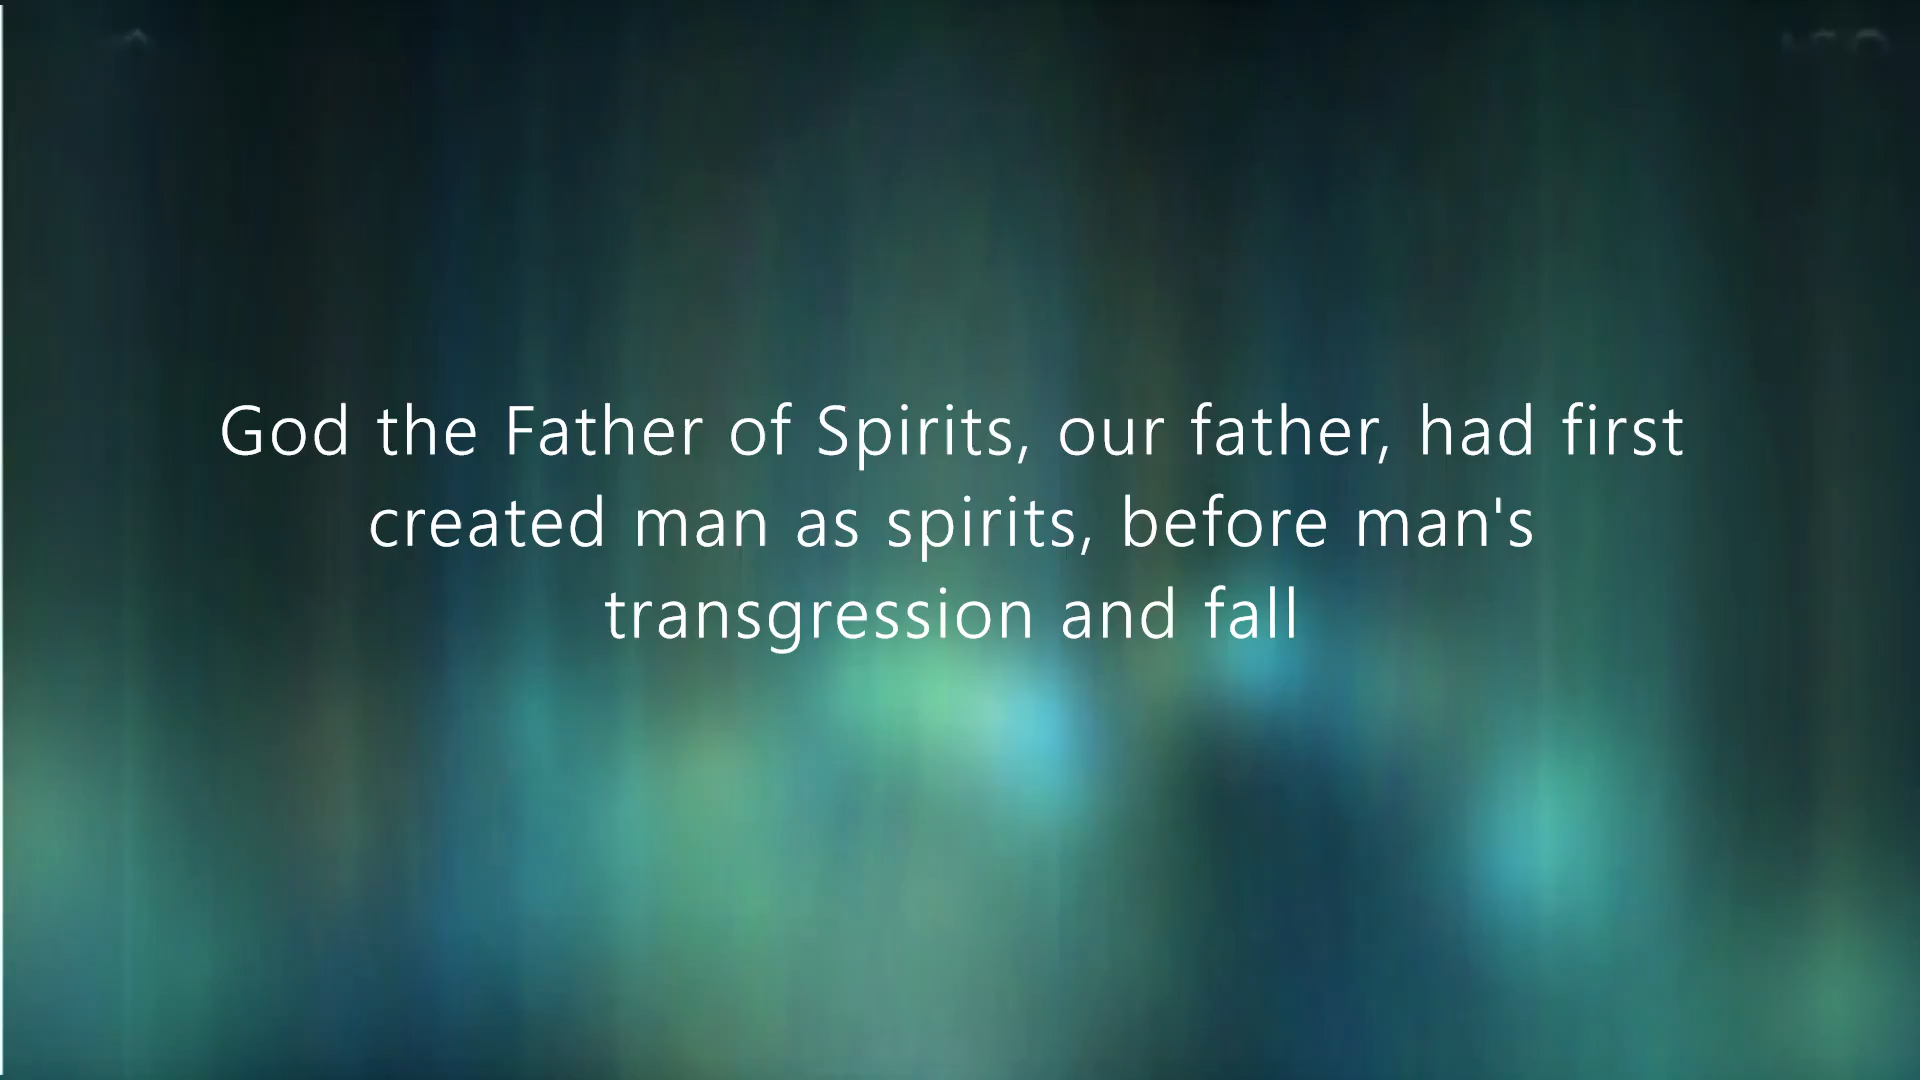 God the Father of Spirits, our father, had first
created man as spirits, before man's
transgression and fall